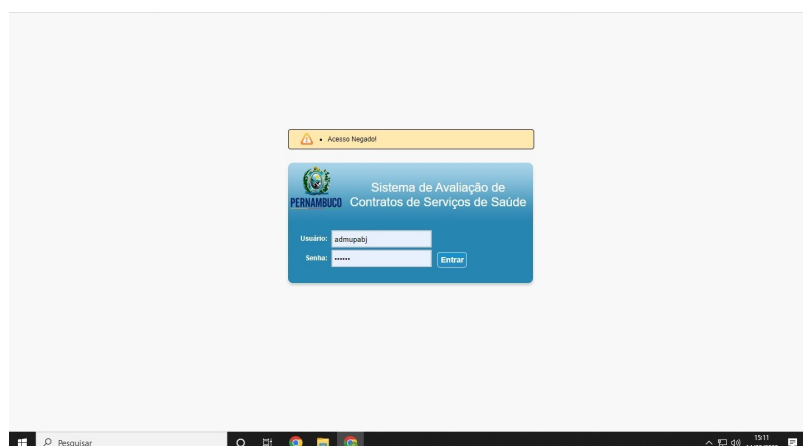 Acesso Negado!
Sistema de Avaliação de
Contratos de Serviços de Saúde
PERNAMBUCO
Usuário: admupabj
Senha: ••••••
Entrar
Pesquisar
15:11